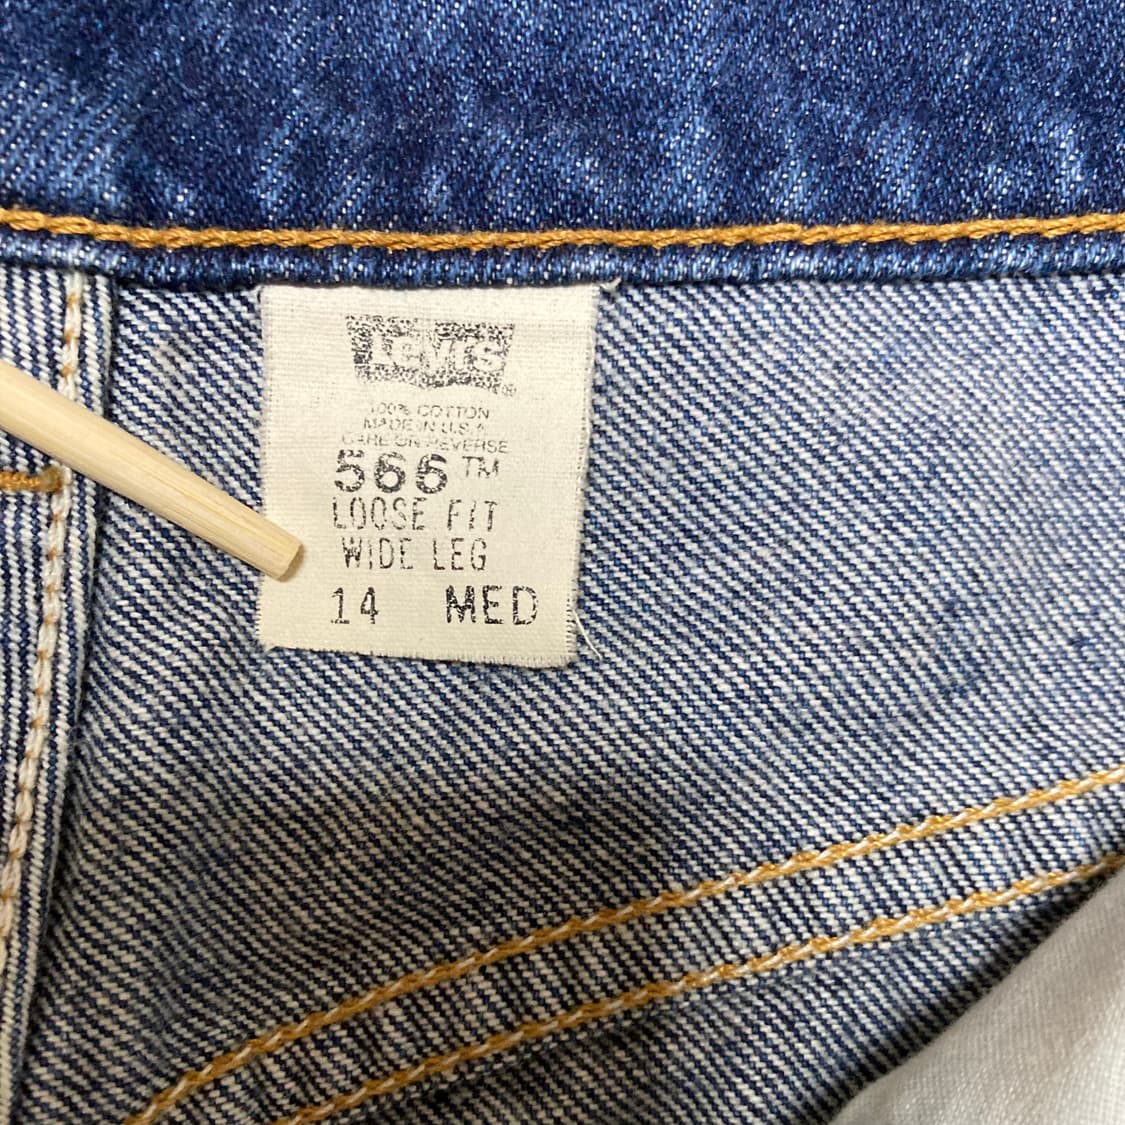 Levi's®
100% COTTON
MADE IN U.S.A.
CARE ON REVERSE
566™
LOOSE FIT
WIDE LEG
14 MED